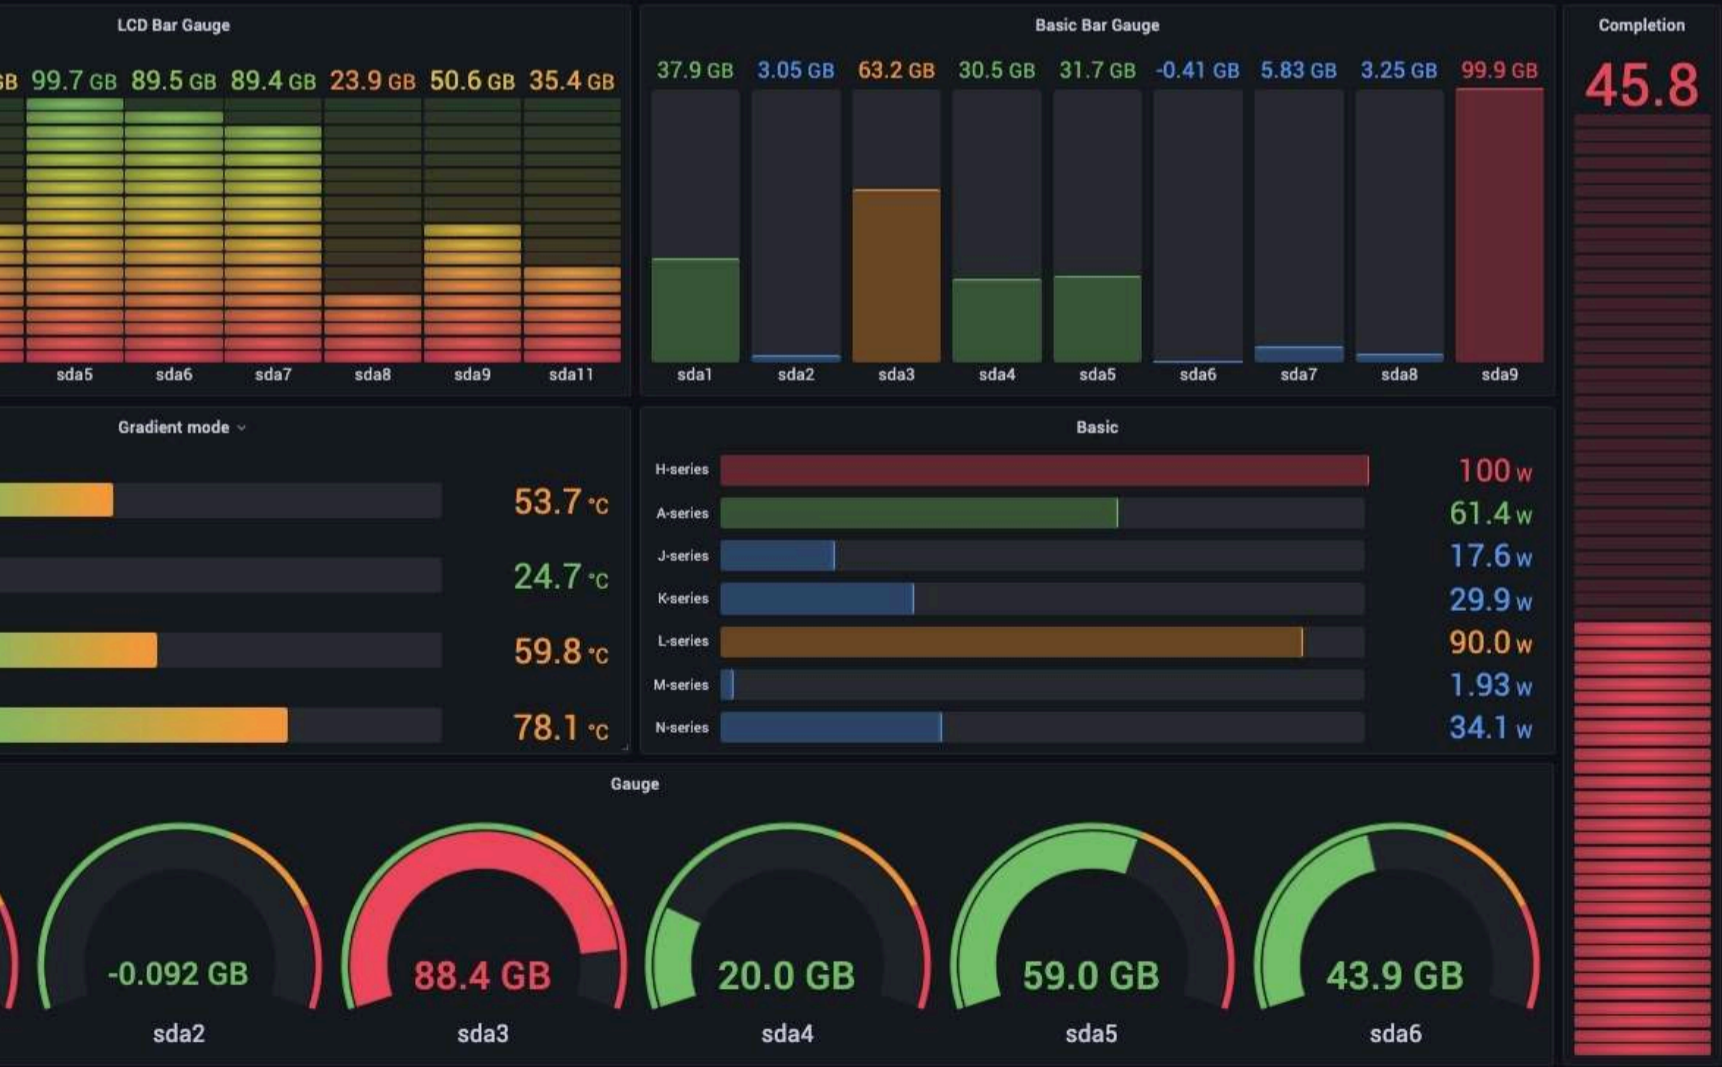 LCD Bar Gauge
GB 99.7 GB 89.5 GB 89.4 GB 23.9 GB 50.6 GB 35.4 GB
sda5 sda6 sda7 sda8 sda9 sda11
Basic Bar Gauge
37.9 GB 3.05 GB 63.2 GB 30.5 GB 31.7 GB -0.41 GB 5.83 GB 3.25 GB 99.9 GB
sda1 sda2 sda3 sda4 sda5 sda6 sda7 sda8 sda9
Completion
45.8
Gradient mode
53.7 °C
24.7 °C
59.8 °C
78.1 °C
Basic
H-series 100 W
A-series 61.4 W
J-series 17.6 W
K-series 29.9 W
L-series 90.0 W
M-series 1.93 W
N-series 34.1 W
Gauge
-0.092 GB 88.4 GB 20.0 GB 59.0 GB 43.9 GB
sda2 sda3 sda4 sda5 sda6